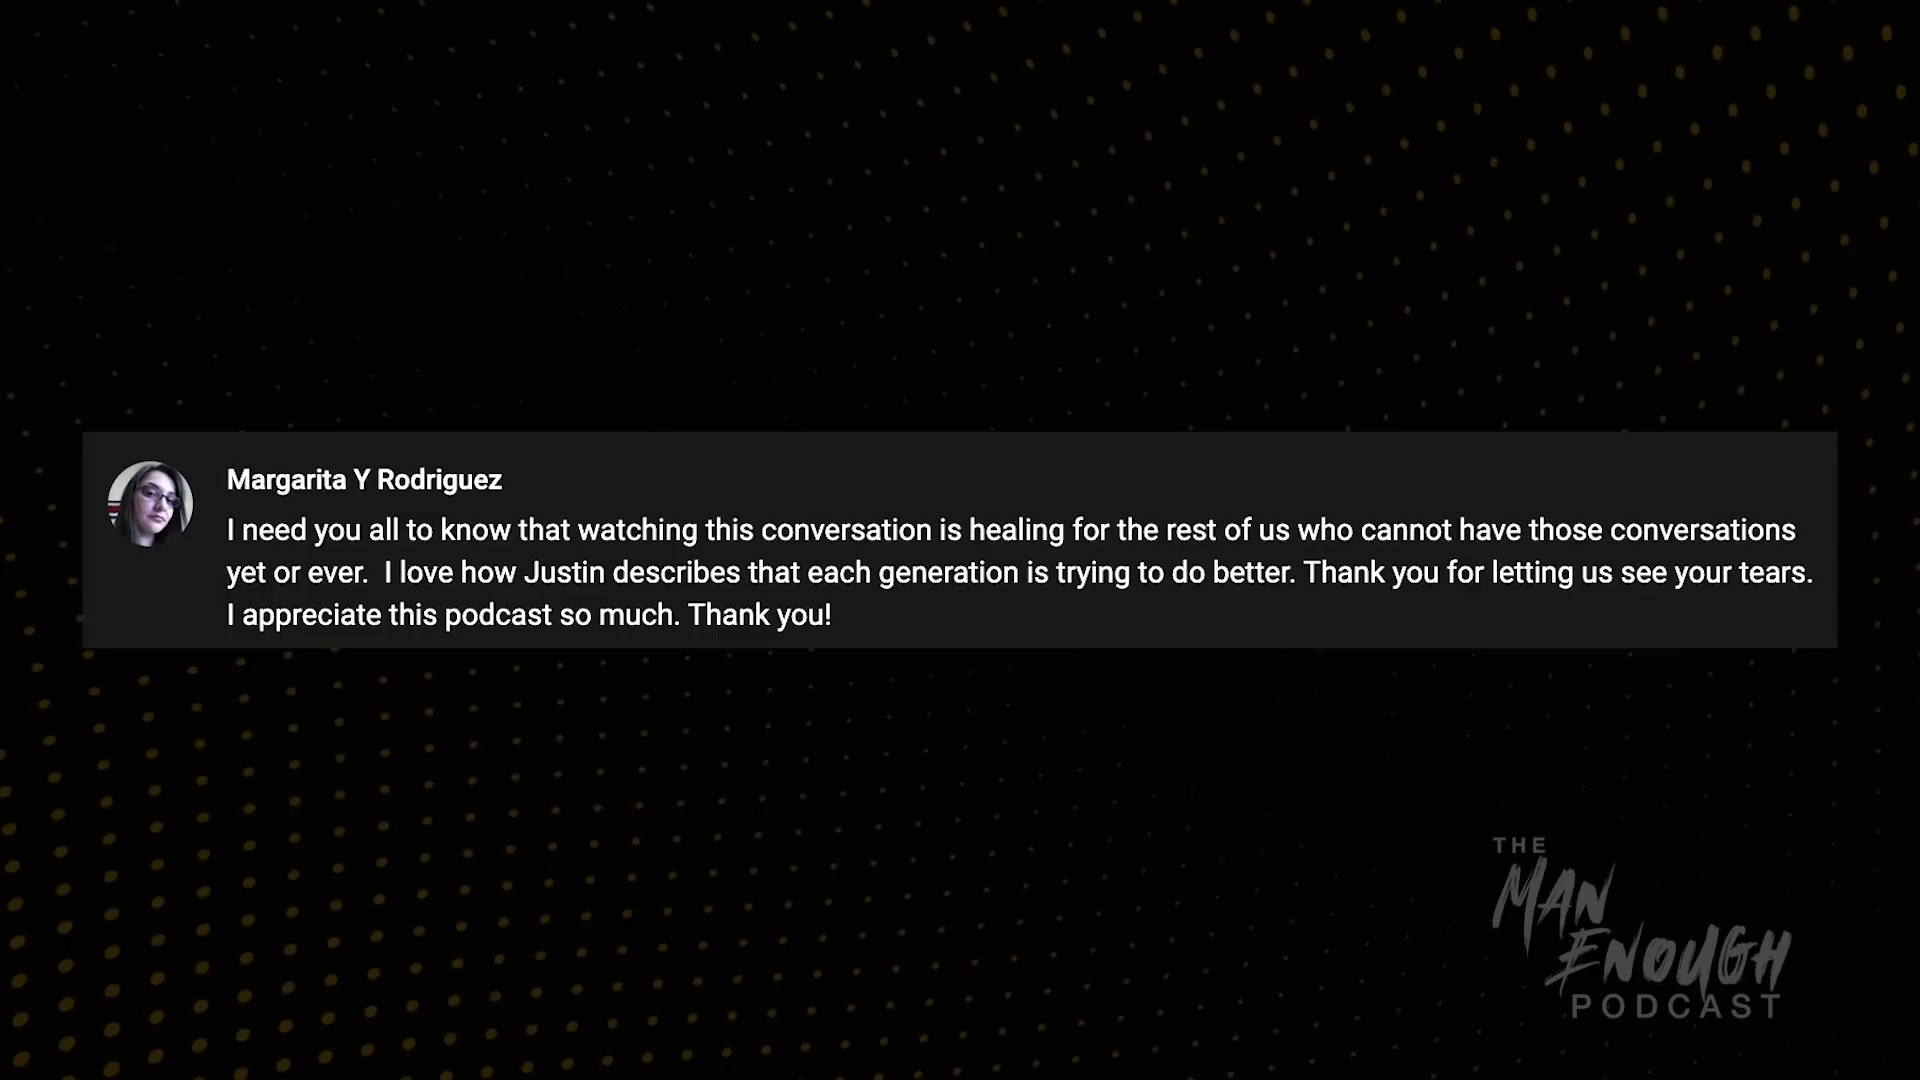 Margarita Y Rodriguez
I need you all to know that watching this conversation is healing for the rest of us who cannot have those conversations
yet or ever.  I love how Justin describes that each generation is trying to do better. Thank you for letting us see your tears.
I appreciate this podcast so much. Thank you!
THE
MAN
ENOUGH
PODCAST